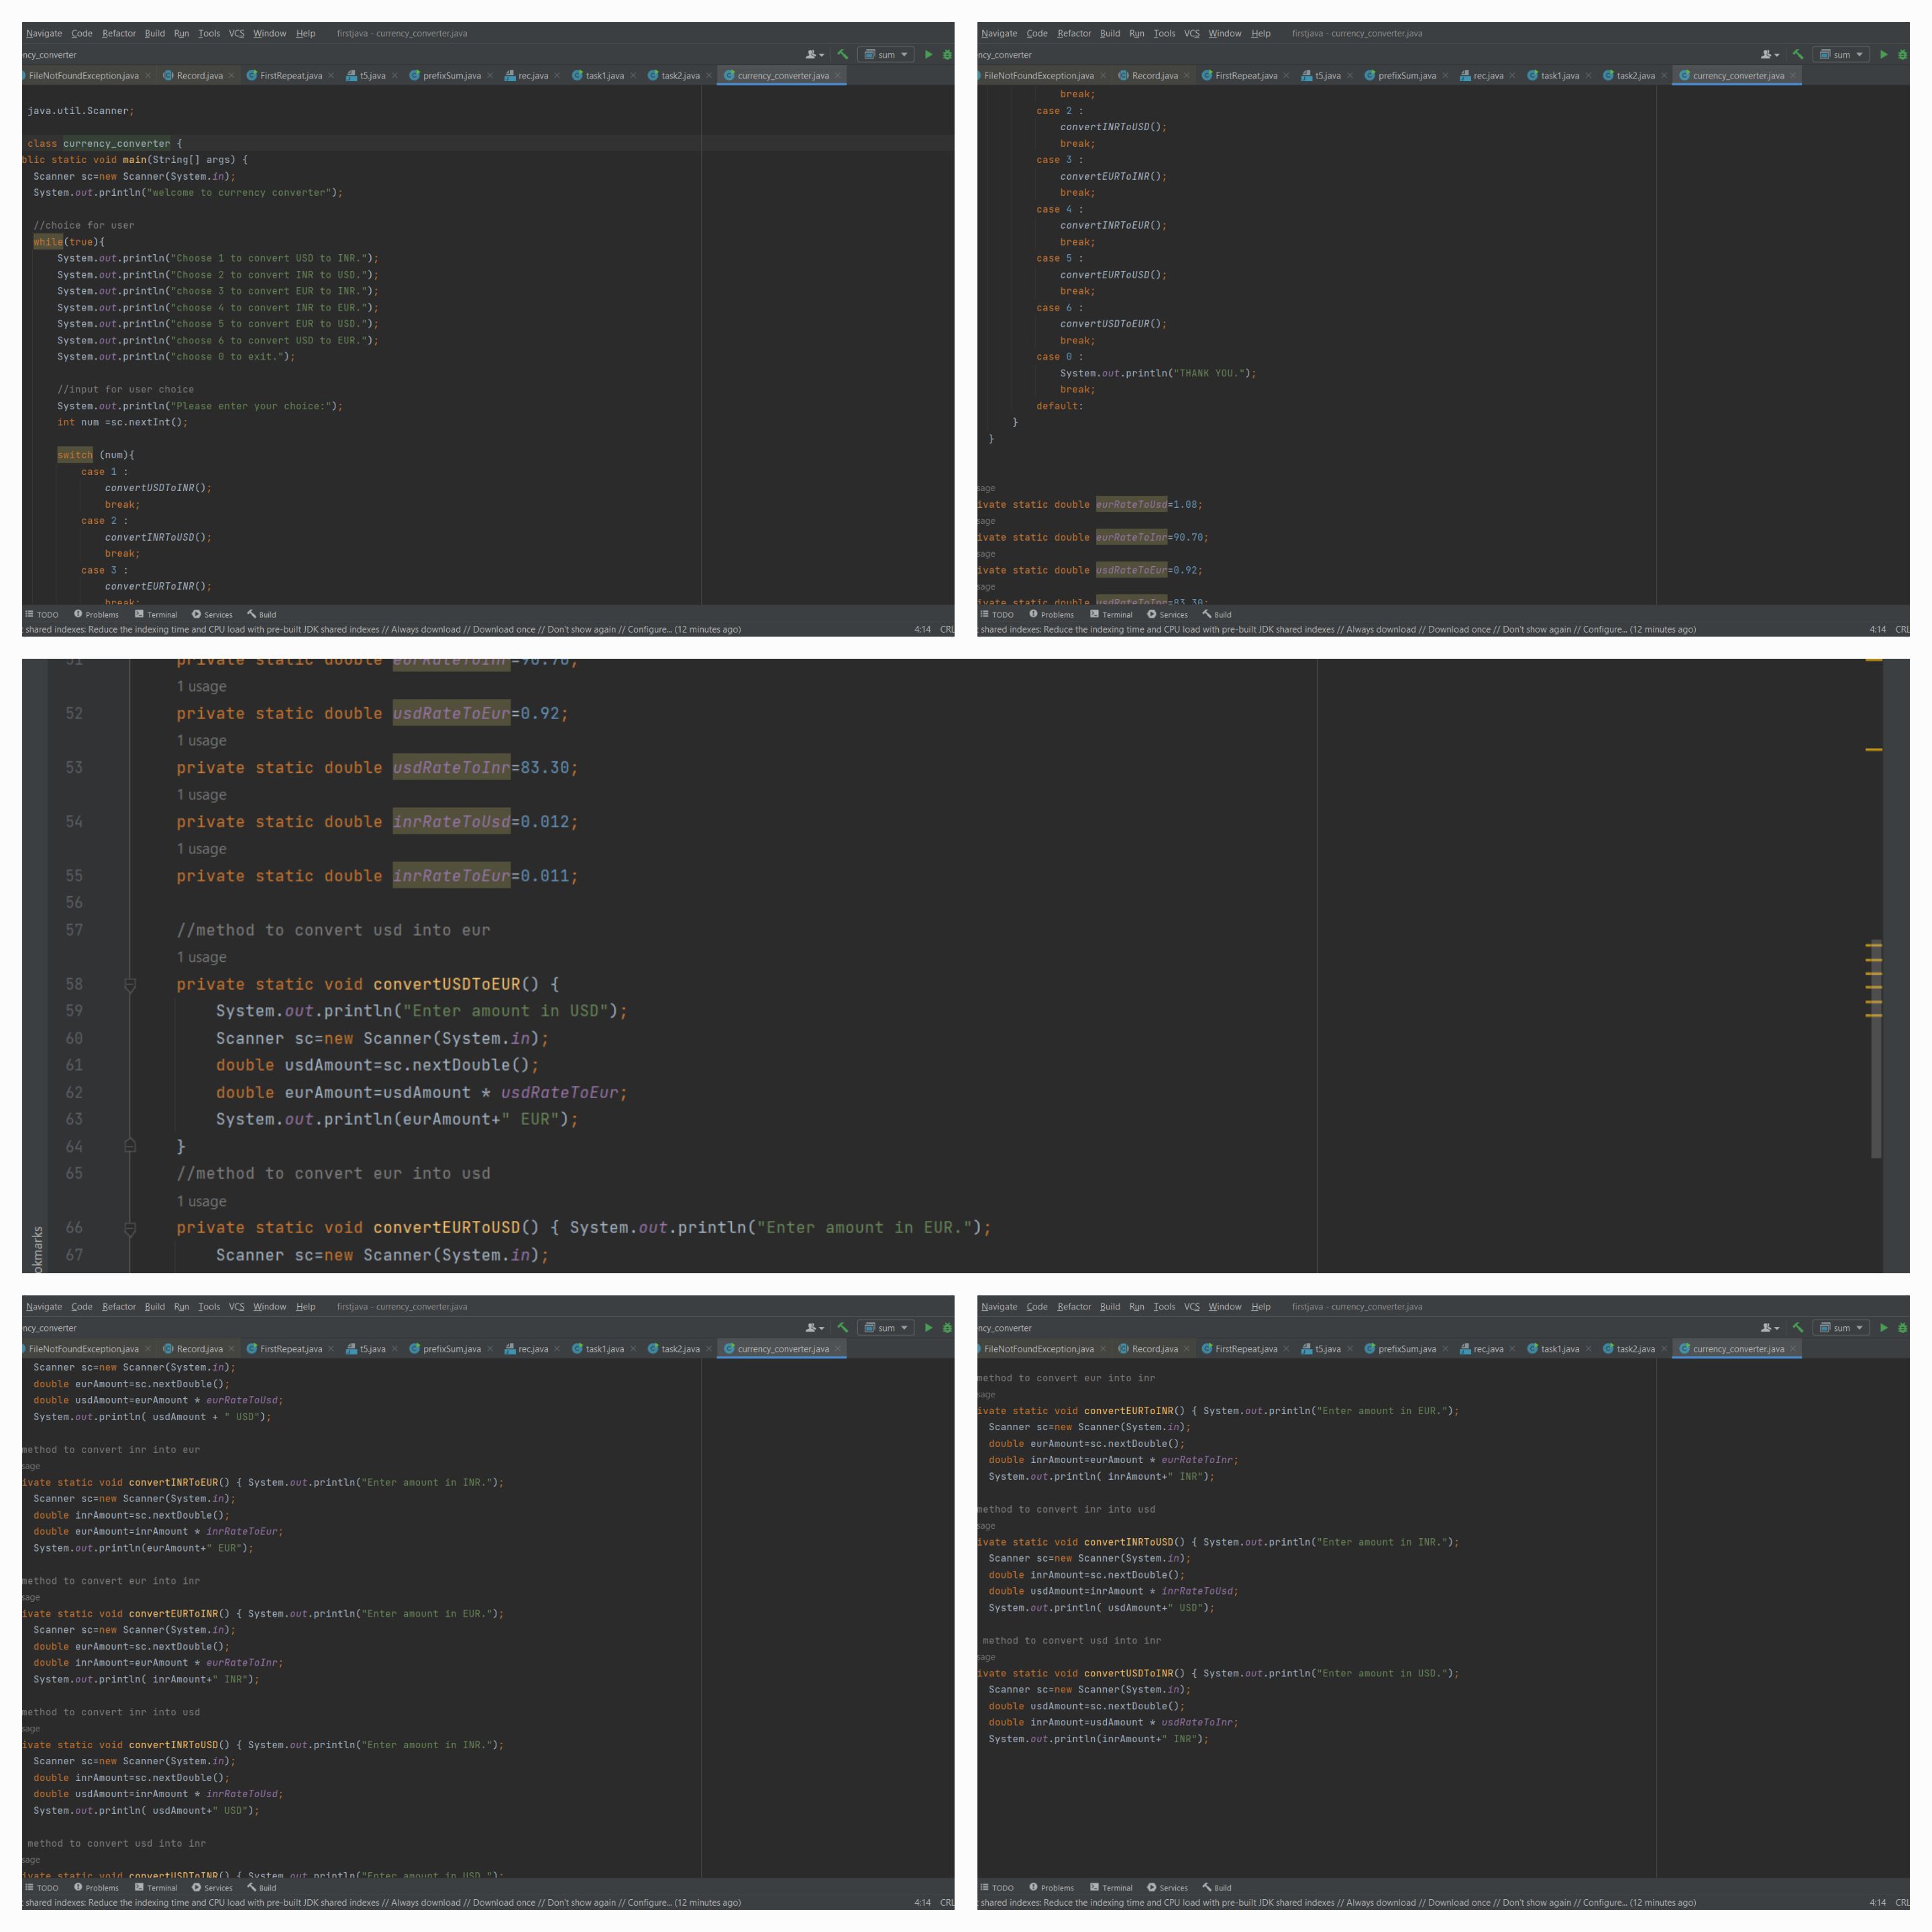 Navigate Code Refactor Build Run Tools VCS Window Help firstjava - currency_converter.java
ncy_converter
sum
FileNotFoundException.java Record.java FirstRepeat.java t5.java prefixSum.java rec.java task1.java task2.java currency_converter.java
java.util.Scanner;
class currency_converter {
blic static void main(String[] args) {
Scanner sc=new Scanner(System.in);
System.out.println("welcome to currency converter");
//choice for user
while(true){
System.out.println("Choose 1 to convert USD to INR.");
System.out.println("Choose 2 to convert INR to USD.");
System.out.println("choose 3 to convert EUR to INR.");
System.out.println("choose 4 to convert INR to EUR.");
System.out.println("choose 5 to convert EUR to USD.");
System.out.println("choose 6 to convert USD to EUR.");
System.out.println("choose 0 to exit.");
//input for user choice
System.out.println("Please enter your choice:");
int num =sc.nextInt();
switch (num){
case 1 :
convertUSDToINR();
break;
case 2 :
convertINRToUSD();
break;
case 3 :
convertEURToINR();
break;
TODO Problems Terminal Services Build
shared indexes: Reduce the indexing time and CPU load with pre-built JDK shared indexes // Always download // Download once // Don't show again // Configure... (12 minutes ago) 4:14 CRL
Navigate Code Refactor Build Run Tools VCS Window Help firstjava - currency_converter.java
ncy_converter
sum
FileNotFoundException.java Record.java FirstRepeat.java t5.java prefixSum.java rec.java task1.java task2.java currency_converter.java
break;
case 2 :
convertINRToUSD();
break;
case 3 :
convertEURToINR();
break;
case 4 :
convertINRToEUR();
break;
case 5 :
convertEURToUSD();
break;
case 6 :
convertUSDToEUR();
break;
case 0 :
System.out.println("THANK YOU.");
break;
default:
}
}
sage
ivate static double eurRateToUsd=1.08;
sage
ivate static double eurRateToInr=90.70;
sage
ivate static double usdRateToEur=0.92;
sage
ivate static double usdRateToInr=83.30;
TODO Problems Terminal Services Build
shared indexes: Reduce the indexing time and CPU load with pre-built JDK shared indexes // Always download // Download once // Don't show again // Configure... (12 minutes ago) 4:14 CRL
51 private static double eurRateToInr=90.70;
1 usage
52 private static double usdRateToEur=0.92;
1 usage
53 private static double usdRateToInr=83.30;
1 usage
54 private static double inrRateToUsd=0.012;
1 usage
55 private static double inrRateToEur=0.011;
56
57 //method to convert usd into eur
1 usage
58 private static void convertUSDToEUR() {
59 System.out.println("Enter amount in USD");
60 Scanner sc=new Scanner(System.in);
61 double usdAmount=sc.nextDouble();
62 double eurAmount=usdAmount * usdRateToEur;
63 System.out.println(eurAmount+" EUR");
64 }
65 //method to convert eur into usd
1 usage
66 private static void convertEURToUSD() { System.out.println("Enter amount in EUR.");
67 Scanner sc=new Scanner(System.in);
okmarks
Navigate Code Refactor Build Run Tools VCS Window Help firstjava - currency_converter.java
ncy_converter
sum
FileNotFoundException.java Record.java FirstRepeat.java t5.java prefixSum.java rec.java task1.java task2.java currency_converter.java
Scanner sc=new Scanner(System.in);
double eurAmount=sc.nextDouble();
double usdAmount=eurAmount * eurRateToUsd;
System.out.println( usdAmount + " USD");
method to convert inr into eur
sage
ivate static void convertINRToEUR() { System.out.println("Enter amount in INR.");
Scanner sc=new Scanner(System.in);
double inrAmount=sc.nextDouble();
double eurAmount=inrAmount * inrRateToEur;
System.out.println(eurAmount+" EUR");
method to convert eur into inr
sage
ivate static void convertEURToINR() { System.out.println("Enter amount in EUR.");
Scanner sc=new Scanner(System.in);
double eurAmount=sc.nextDouble();
double inrAmount=eurAmount * eurRateToInr;
System.out.println( inrAmount+" INR");
method to convert inr into usd
sage
ivate static void convertINRToUSD() { System.out.println("Enter amount in INR.");
Scanner sc=new Scanner(System.in);
double inrAmount=sc.nextDouble();
double usdAmount=inrAmount * inrRateToUsd;
System.out.println( usdAmount+" USD");
method to convert usd into inr
sage
ivate static void convertUSDToINR() { System.out.println("Enter amount in USD.");
TODO Problems Terminal Services Build
shared indexes: Reduce the indexing time and CPU load with pre-built JDK shared indexes // Always download // Download once // Don't show again // Configure... (12 minutes ago) 4:14 CRL
Navigate Code Refactor Build Run Tools VCS Window Help firstjava - currency_converter.java
ncy_converter
sum
FileNotFoundException.java Record.java FirstRepeat.java t5.java prefixSum.java rec.java task1.java task2.java currency_converter.java
method to convert eur into inr
sage
ivate static void convertEURToINR() { System.out.println("Enter amount in EUR.");
Scanner sc=new Scanner(System.in);
double eurAmount=sc.nextDouble();
double inrAmount=eurAmount * eurRateToInr;
System.out.println( inrAmount+" INR");
method to convert inr into usd
sage
ivate static void convertINRToUSD() { System.out.println("Enter amount in INR.");
Scanner sc=new Scanner(System.in);
double inrAmount=sc.nextDouble();
double usdAmount=inrAmount * inrRateToUsd;
System.out.println( usdAmount+" USD");
method to convert usd into inr
sage
ivate static void convertUSDToINR() { System.out.println("Enter amount in USD.");
Scanner sc=new Scanner(System.in);
double usdAmount=sc.nextDouble();
double inrAmount=usdAmount * usdRateToInr;
System.out.println(inrAmount+" INR");
TODO Problems Terminal Services Build
shared indexes: Reduce the indexing time and CPU load with pre-built JDK shared indexes // Always download // Download once // Don't show again // Configure... (12 minutes ago) 4:14 CRL